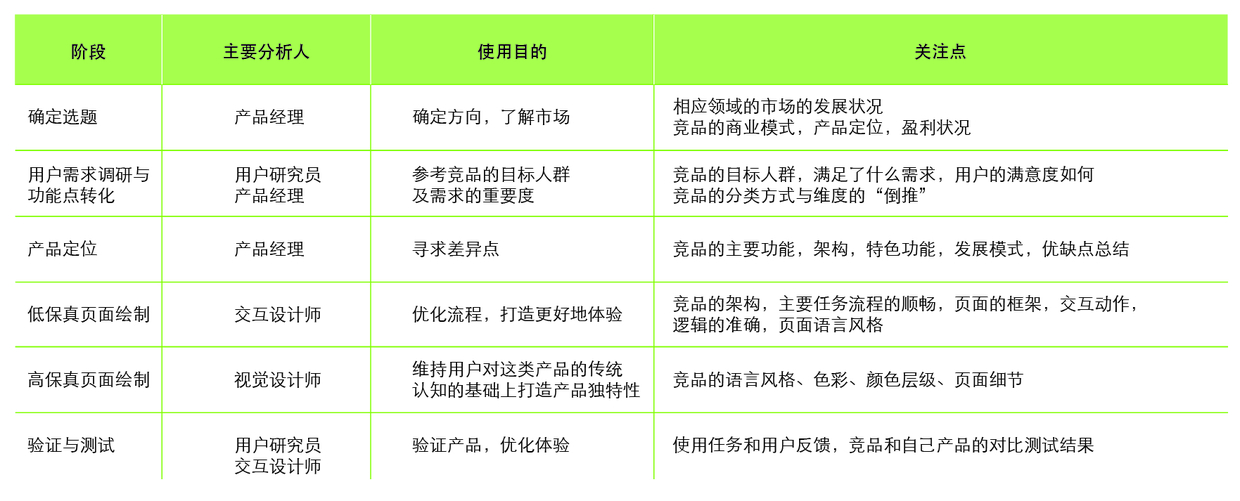 阶段 主要分析人 使用目的 关注点
确定选题 产品经理 确定方向，了解市场 相应领域的市场的发展状况
竞品的商业模式，产品定位，盈利状况
用户需求调研与 用户研究员 参考竞品的目标人群 竞品的目标人群，满足了什么需求，用户的满意度如何
功能点转化 产品经理 及需求的重要度 竞品的分类方式与维度的“倒推”
产品定位 产品经理 寻求差异点 竞品的主要功能，架构，特色功能，发展模式，优缺点总结
低保真页面绘制 交互设计师 优化流程，打造更好地体验 竞品的架构，主要任务流程的顺畅，页面的框架，交互动作，
逻辑的准确，页面语言风格
高保真页面绘制 视觉设计师 维持用户对这类产品的传统 竞品的语言风格、色彩、颜色层级、页面细节
认知的基础上打造产品独特性
验证与测试 用户研究员 验证产品，优化体验 使用任务和用户反馈，竞品和自己产品的对比测试结果
交互设计师